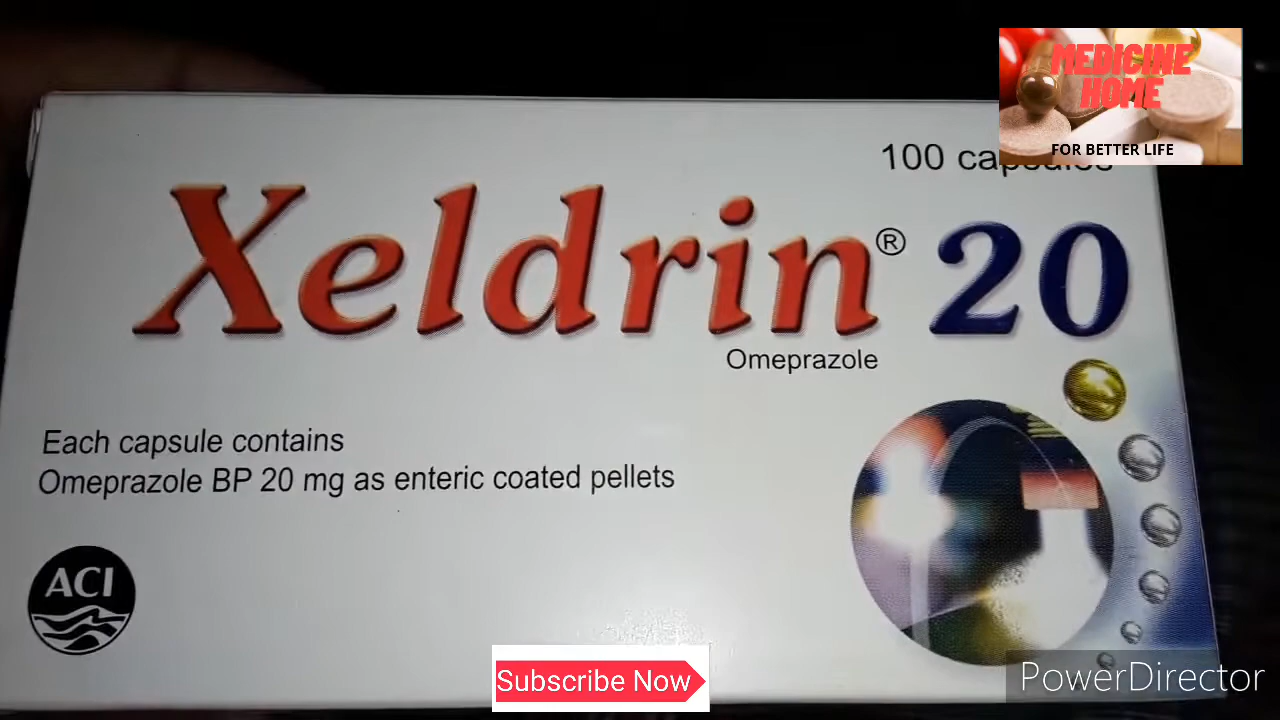 MEDICINE
HOME
FOR BETTER LIFE
100 capsules
Xeldrin® 20
Omeprazole
Each capsule contains
Omeprazole BP 20 mg as enteric coated pellets
ACI
Subscribe Now
PowerDirector